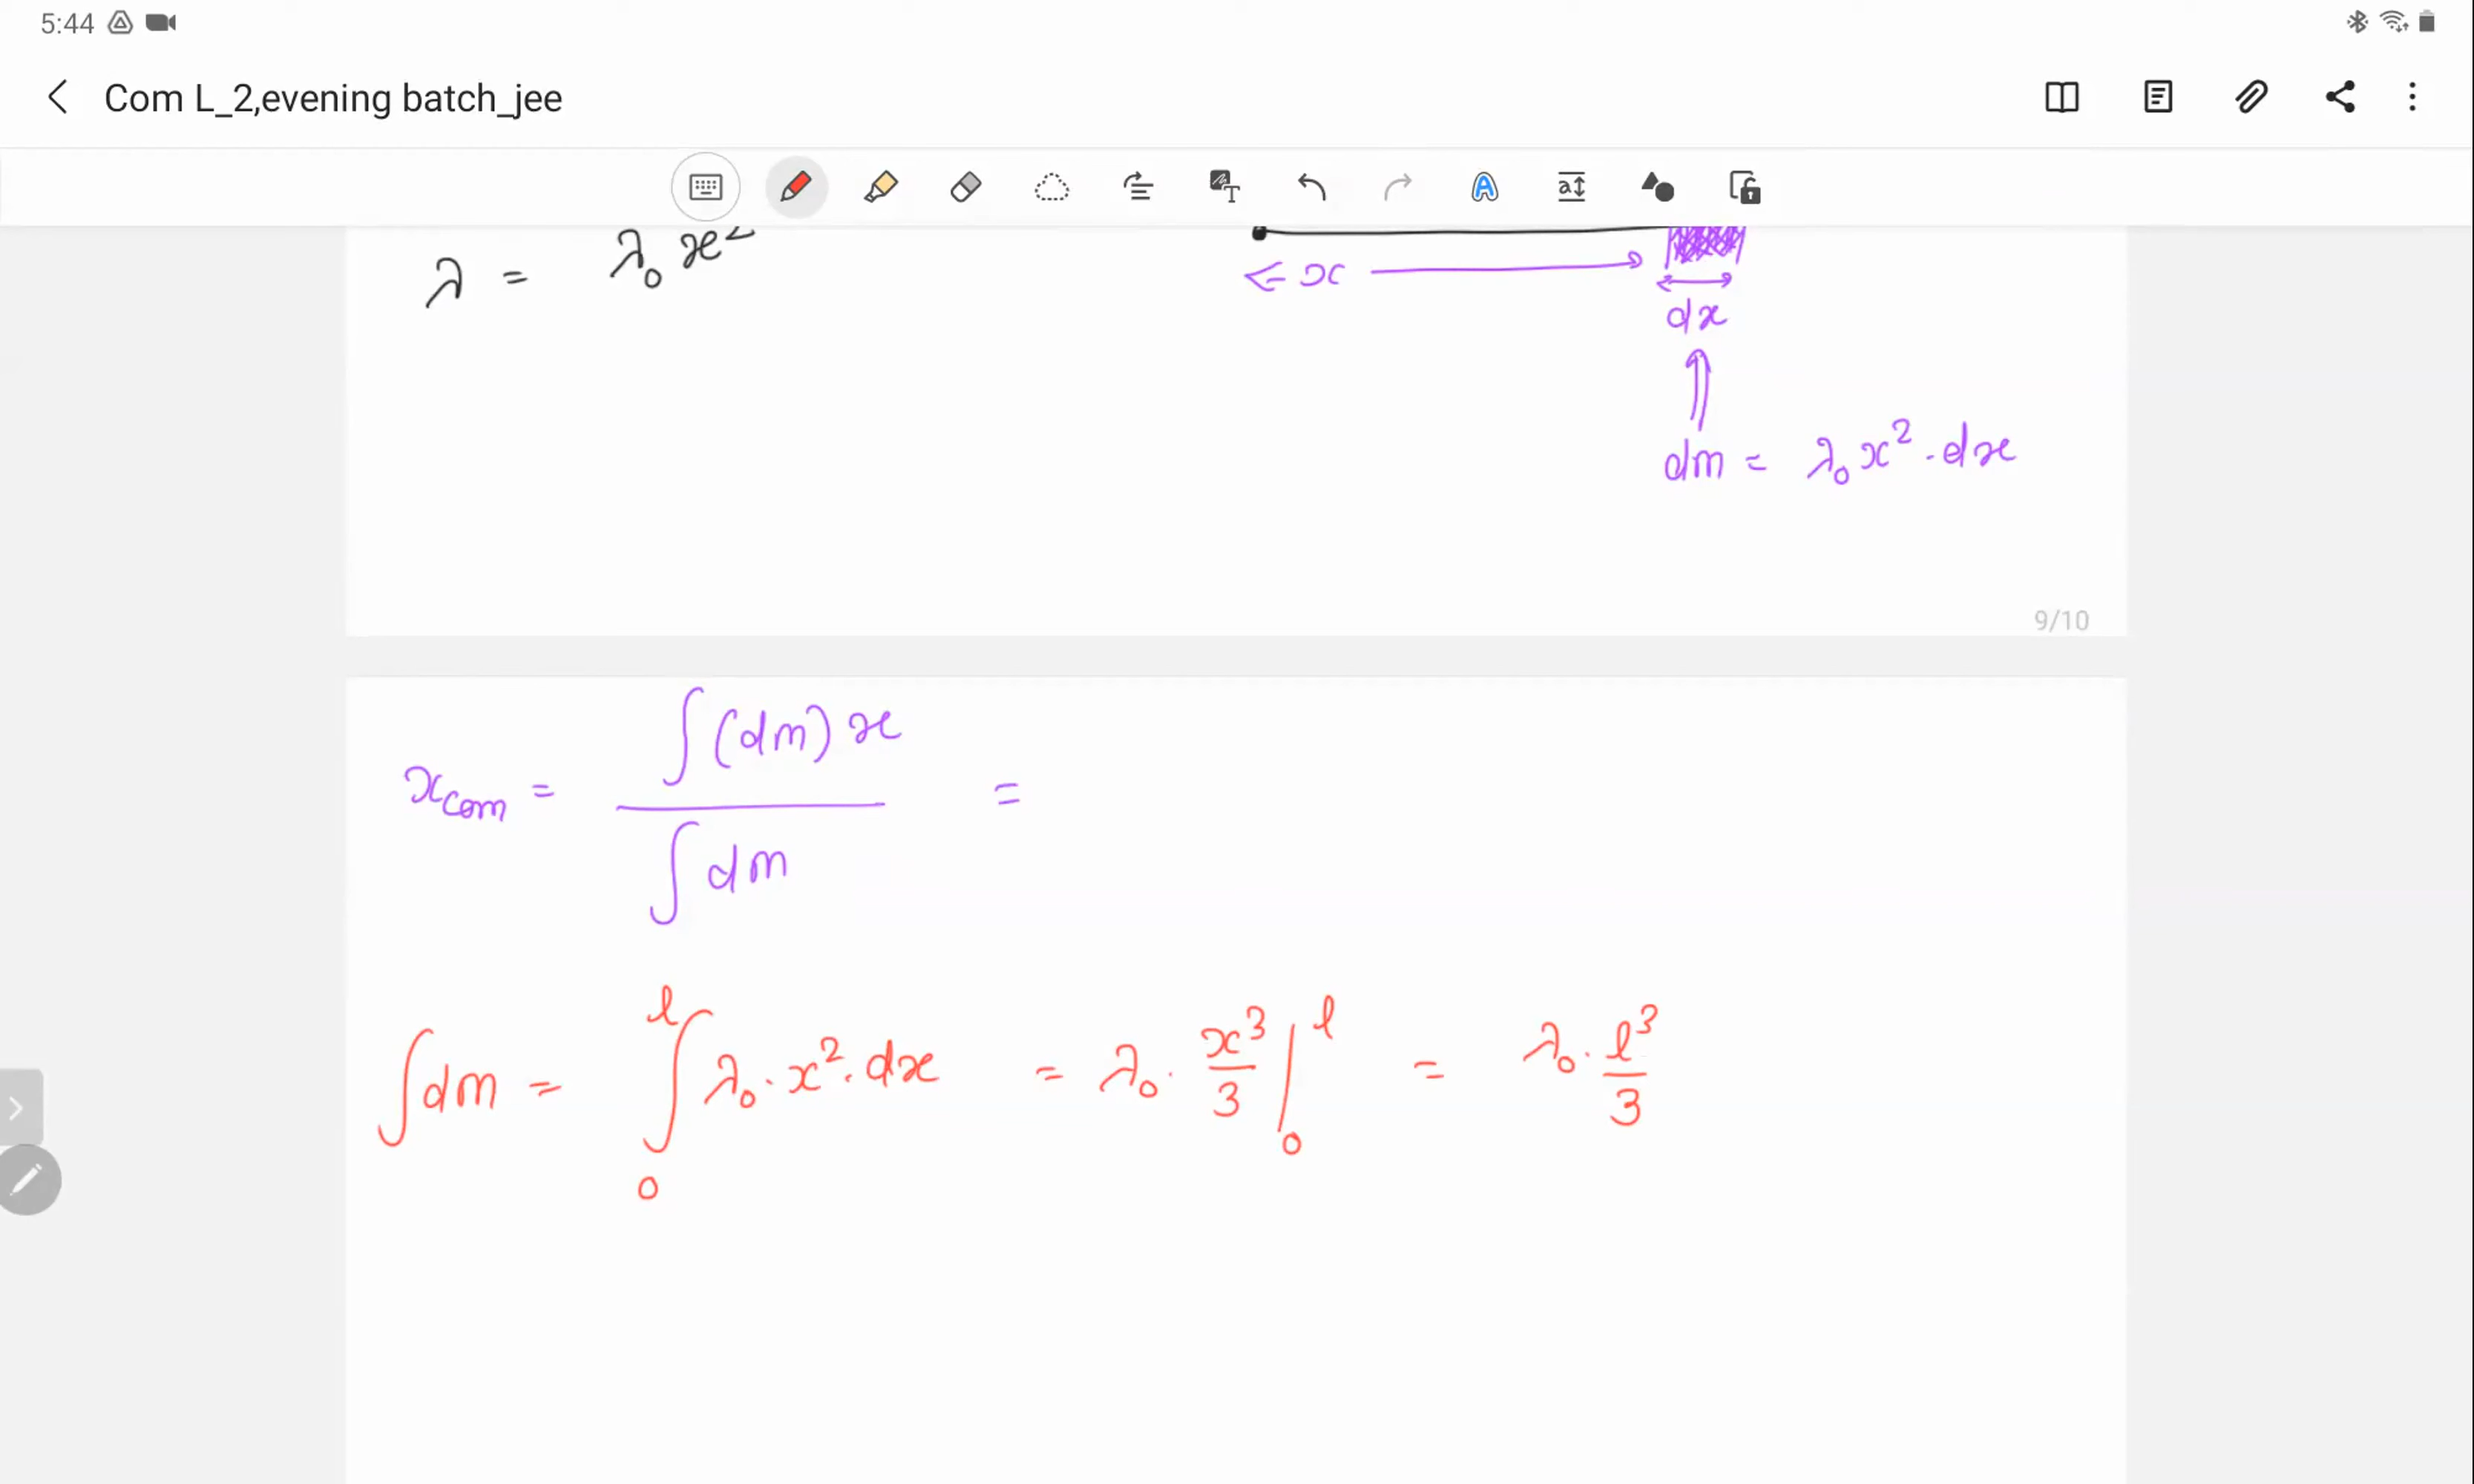 5:44
Com L_2,evening batch_jee
λ = λ₀ x²
x
dx
dm = λ₀ x² · dx
9/10
x_com = ∫(dm) x / ∫dm =
∫dm = ∫₀^l λ₀ · x² · dx = λ₀ · x³/3 |₀^l = λ₀ · l³/3